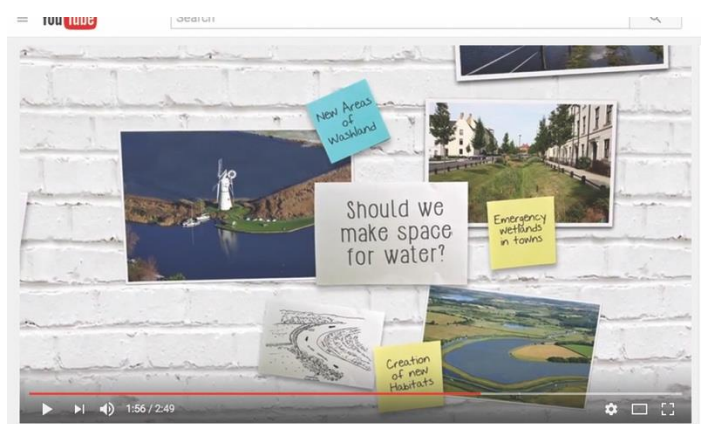 YouTube
Search
New Areas
of
Washland
Should we
make space
for water?
Emergency
wetlands
in towns
Creation
of new
Habitats
1:56 / 2:49